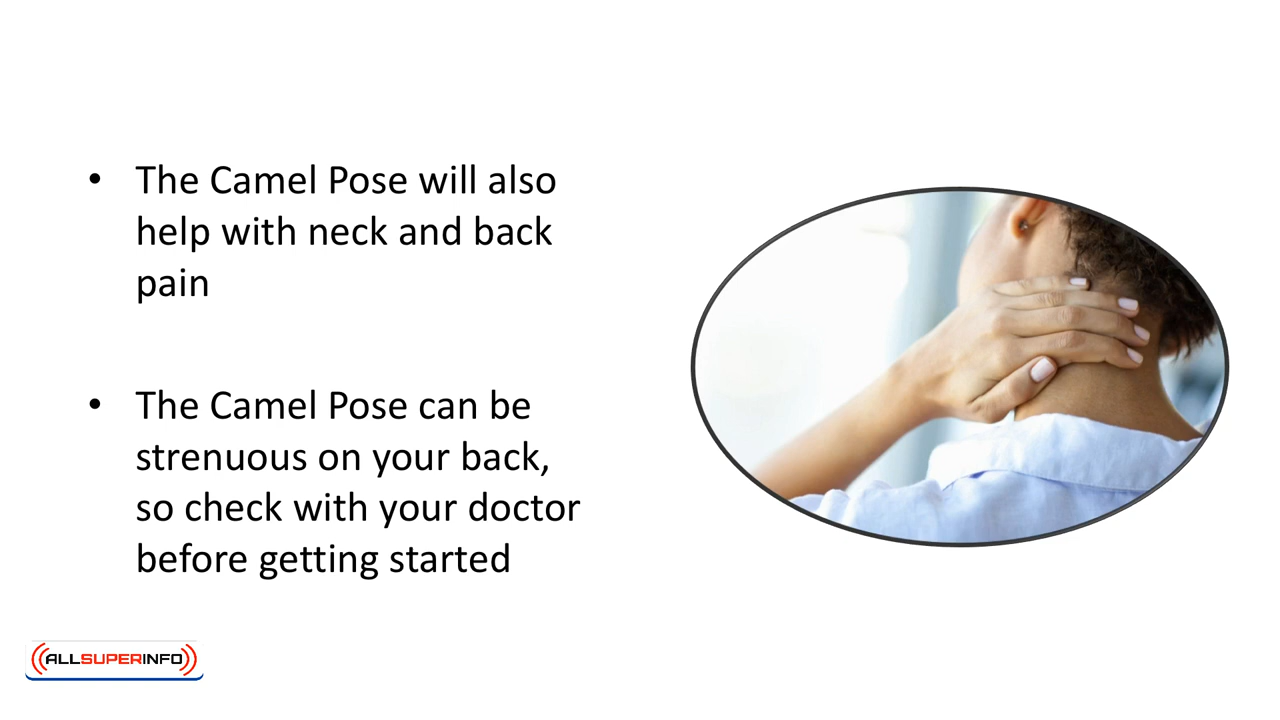 • The Camel Pose will also
help with neck and back
pain
• The Camel Pose can be
strenuous on your back,
so check with your doctor
before getting started
ALLSUPERINFO